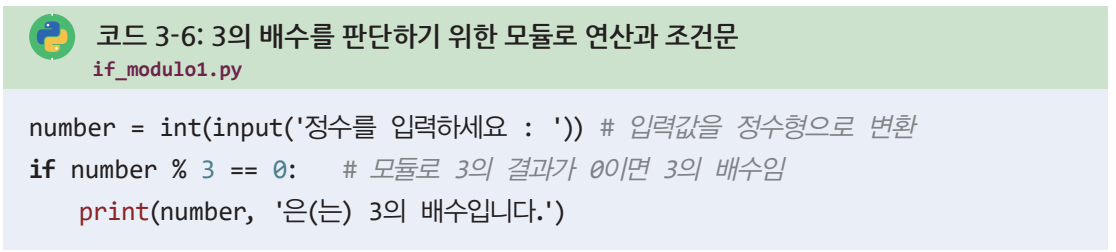 코드 3-6: 3의 배수를 판단하기 위한 모듈로 연산과 조건문
if_modulo1.py
number = int(input('정수를 입력하세요 : ')) # 입력값을 정수형으로 변환
if number % 3 == 0:   # 모듈로 3의 결과가 0이면 3의 배수임
    print(number, '은(는) 3의 배수입니다.')